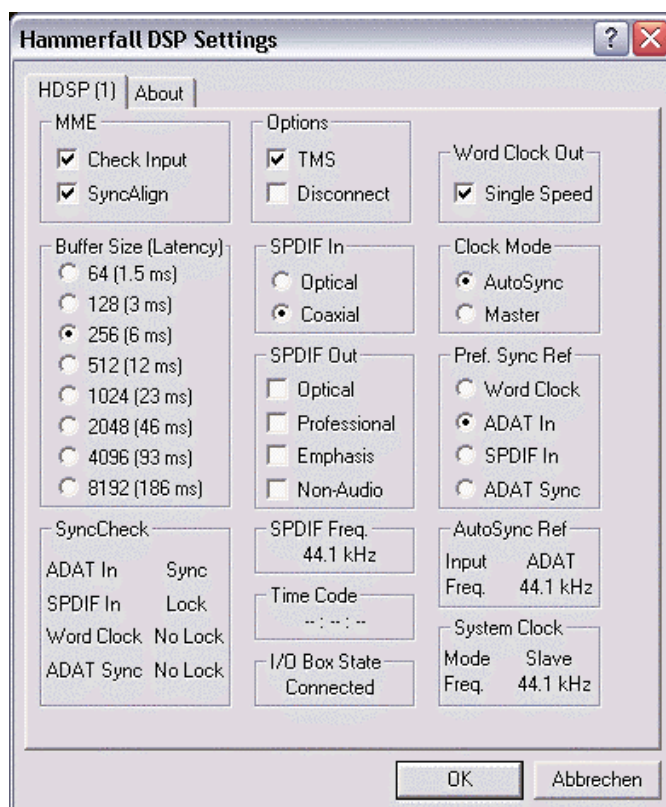 Hammerfall DSP Settings
HDSP (1)
About
MME
Check Input
SyncAlign
Options
TMS
Disconnect
Word Clock Out
Single Speed
Buffer Size (Latency)
64 (1.5 ms)
128 (3 ms)
256 (6 ms)
512 (12 ms)
1024 (23 ms)
2048 (46 ms)
4096 (93 ms)
8192 (186 ms)
SPDIF In
Optical
Coaxial
Clock Mode
AutoSync
Master
SPDIF Out
Optical
Professional
Emphasis
Non-Audio
Pref. Sync Ref
Word Clock
ADAT In
SPDIF In
ADAT Sync
SyncCheck
ADAT In Sync
SPDIF In Lock
Word Clock No Lock
ADAT Sync No Lock
SPDIF Freq.
44.1 kHz
Time Code
-- : -- : --
I/O Box State
Connected
AutoSync Ref
Input ADAT
Freq. 44.1 kHz
System Clock
Mode Slave
Freq. 44.1 kHz
OK
Abbrechen